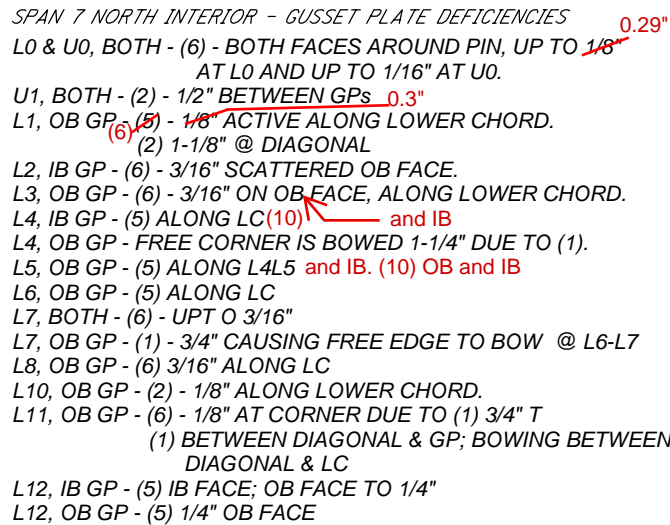 SPAN 7 NORTH INTERIOR - GUSSET PLATE DEFICIENCIES
0.29"
L0 & U0, BOTH - (6) - BOTH FACES AROUND PIN, UP TO 1/8"
AT L0 AND UP TO 1/16" AT U0.
U1, BOTH - (2) - 1/2" BETWEEN GPs
0.3"
L1, OB GP - (5) - 1/8" ACTIVE ALONG LOWER CHORD.
(6)
(2) 1-1/8" @ DIAGONAL
L2, IB GP - (6) - 3/16" SCATTERED OB FACE.
L3, OB GP - (6) - 3/16" ON OB FACE, ALONG LOWER CHORD.
L4, IB GP - (5) ALONG LC (10) and IB
L4, OB GP - FREE CORNER IS BOWED 1-1/4" DUE TO (1).
L5, OB GP - (5) ALONG L4L5 and IB. (10) OB and IB
L6, OB GP - (5) ALONG LC
L7, BOTH - (6) - UPT O 3/16"
L7, OB GP - (1) - 3/4" CAUSING FREE EDGE TO BOW @ L6-L7
L8, OB GP - (6) 3/16" ALONG LC
L10, OB GP - (2) - 1/8" ALONG LOWER CHORD.
L11, OB GP - (6) - 1/8" AT CORNER DUE TO (1) 3/4" T
(1) BETWEEN DIAGONAL & GP; BOWING BETWEEN
DIAGONAL & LC
L12, IB GP - (5) IB FACE; OB FACE TO 1/4"
L12, OB GP - (5) 1/4" OB FACE